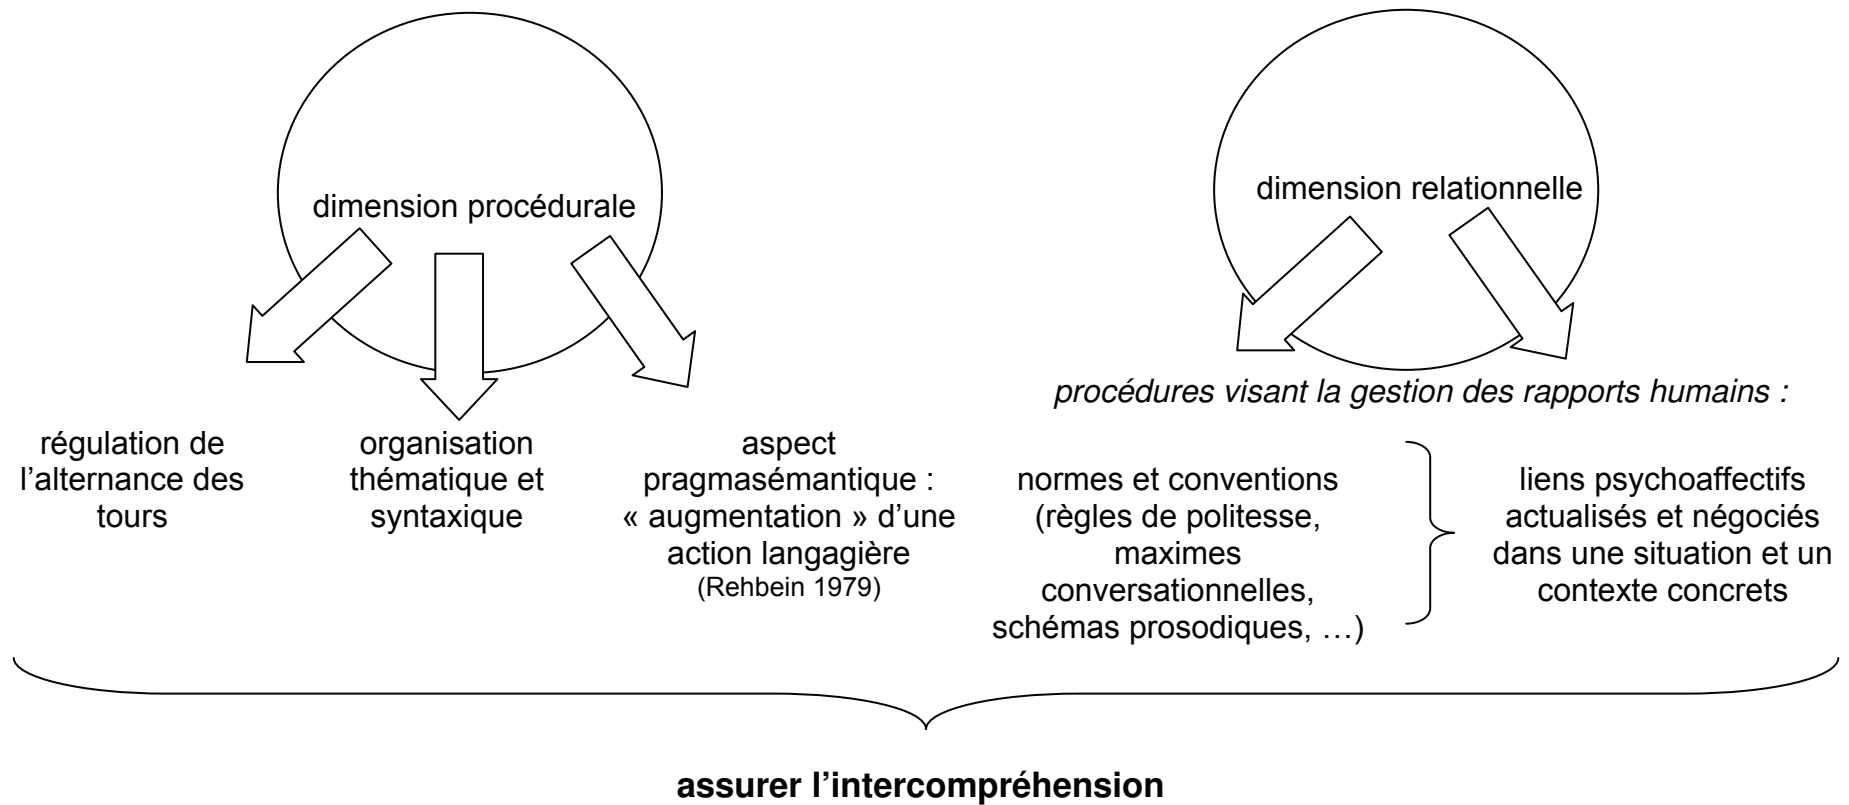 dimension procédurale
dimension relationnelle
procédures visant la gestion des rapports humains :
régulation de
l’alternance des
tours
organisation
thématique et
syntaxique
aspect
pragmasémantique :
« augmentation » d’une
action langagière
(Rehbein 1979)
normes et conventions
(règles de politesse,
maximes
conversationnelles,
schémas prosodiques, …)
liens psychoaffectifs
actualisés et négociés
dans une situation et un
contexte concrets
assurer l’intercompréhension